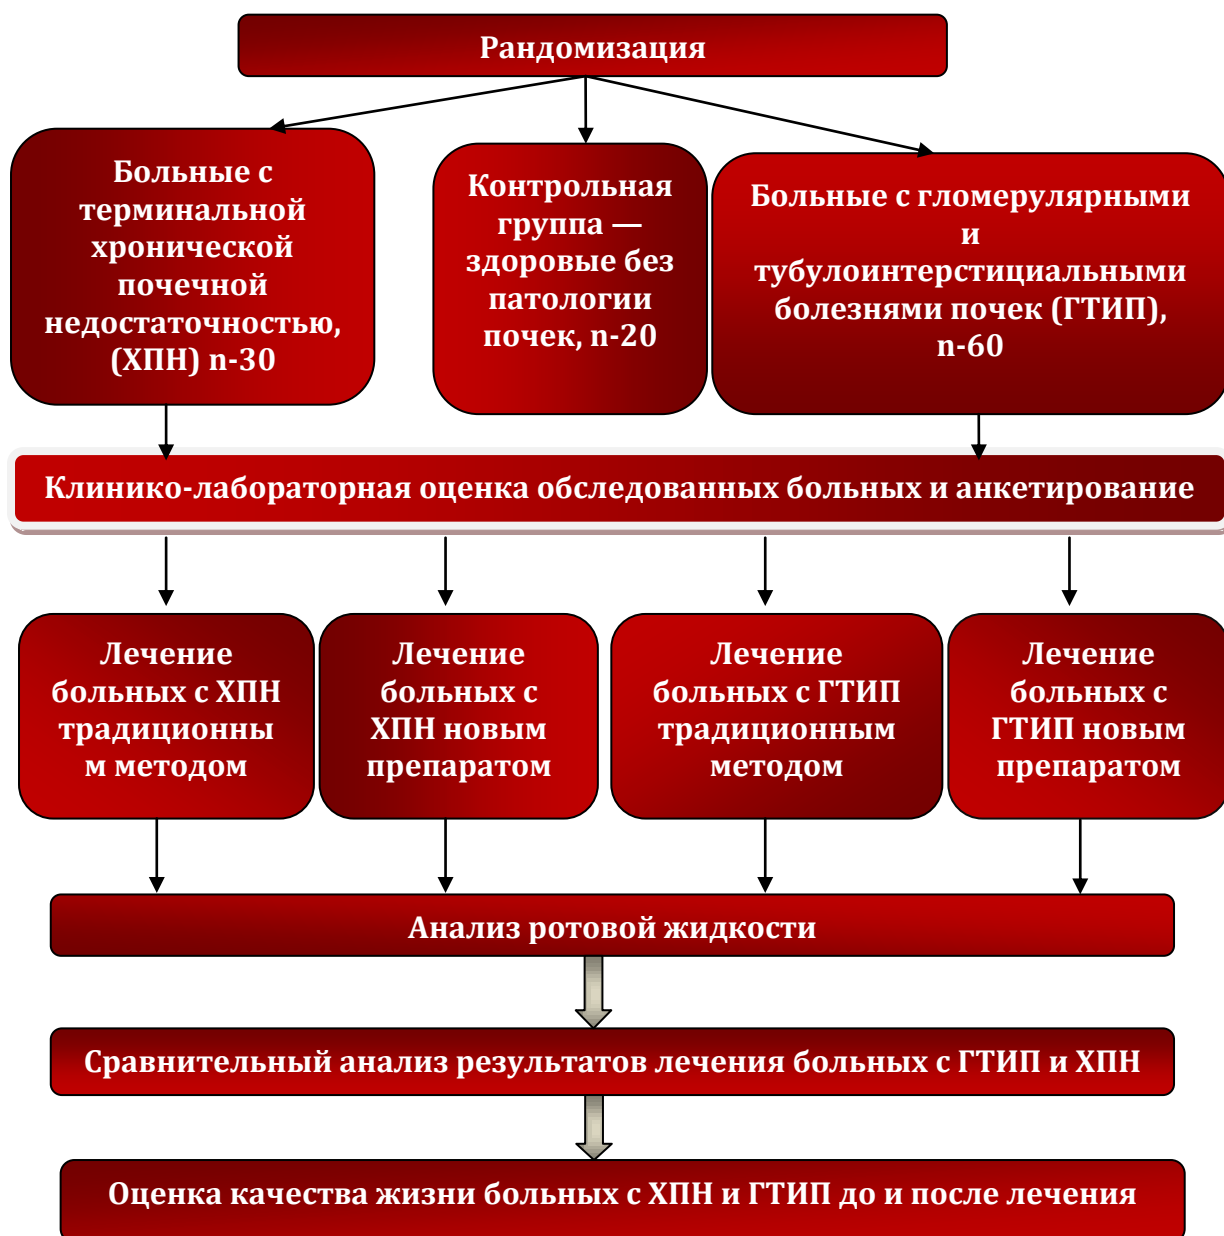 Рандомизация
Больные с
терминальной
хронической
почечной
недостаточностью,
(ХПН) n-30
Контрольная
группа —
здоровые без
патологии
почек, n-20
Больные с гломерулярными
и
тубулоинтерстициальными
болезнями почек (ГТИП),
n-60
Клинико-лабораторная оценка обследованных больных и анкетирование
Лечение
больных с ХПН
традиционны
м методом
Лечение
больных с
ХПН новым
препаратом
Лечение
больных с ГТИП
традиционным
методом
Лечение
больных с
ГТИП новым
препаратом
Анализ ротовой жидкости
Сравнительный анализ результатов лечения больных с ГТИП и ХПН
Оценка качества жизни больных с ХПН и ГТИП до и после лечения